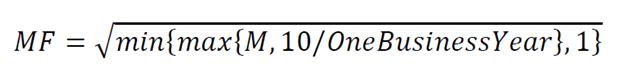 MF = √min{max{M, 10/OneBusinessYear}, 1}